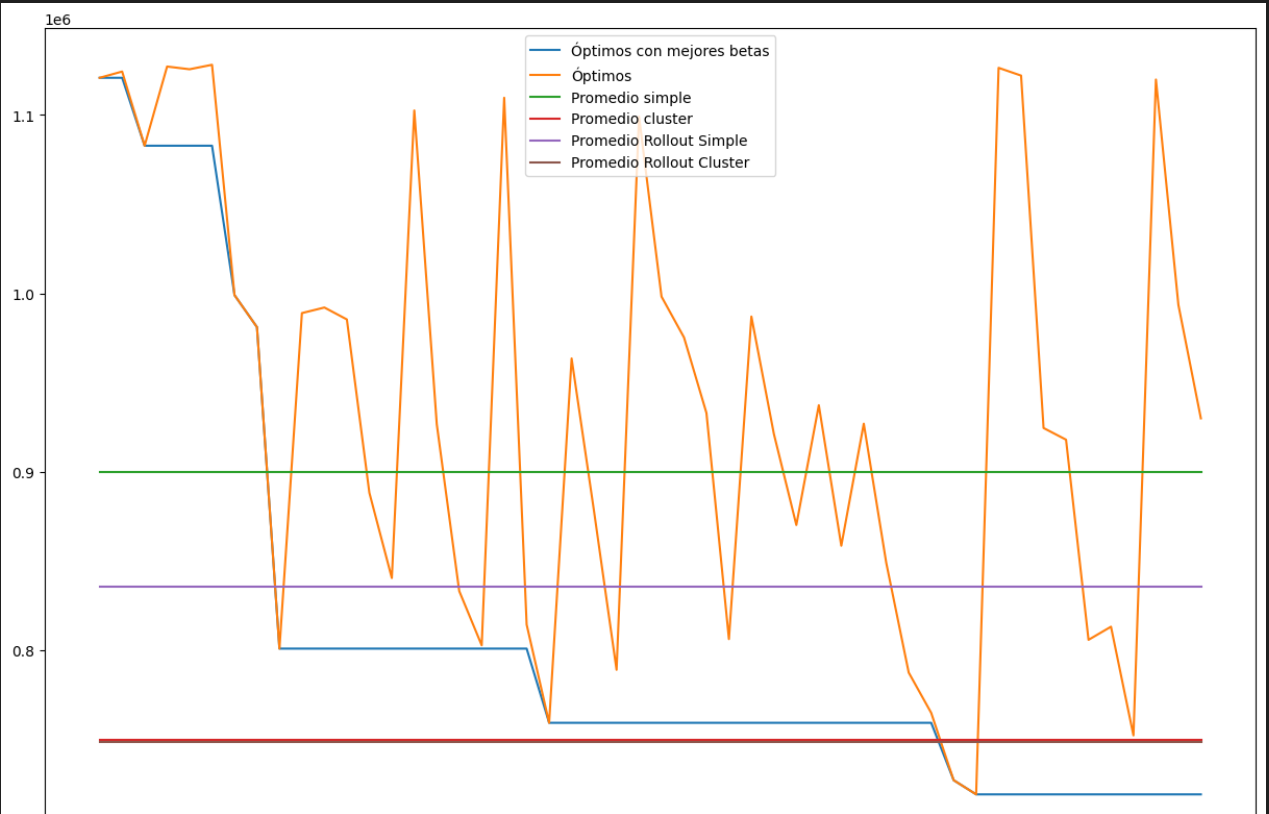 1e6
Óptimos con mejores betas
Óptimos
Promedio simple
Promedio cluster
Promedio Rollout Simple
Promedio Rollout Cluster
1.1
1.0
0.9
0.8